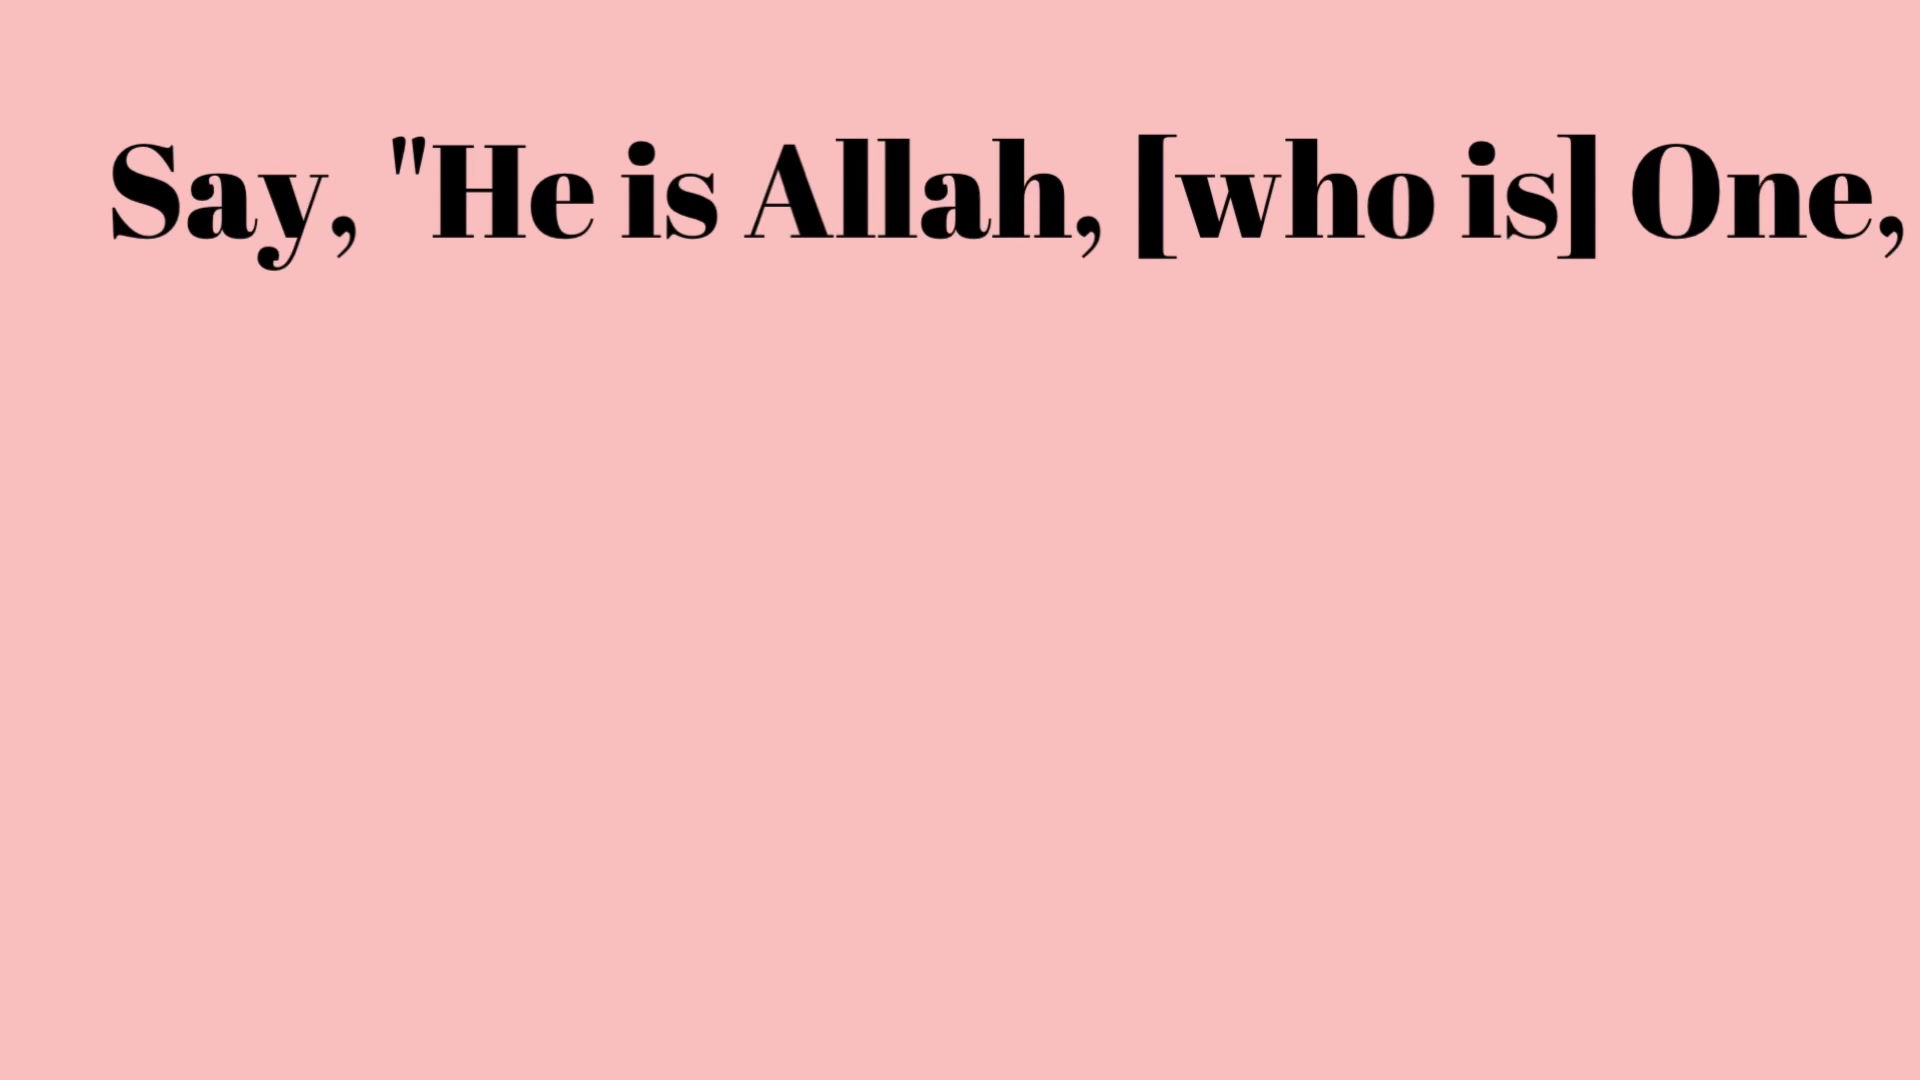 Say, "He is Allah, [who is] One,